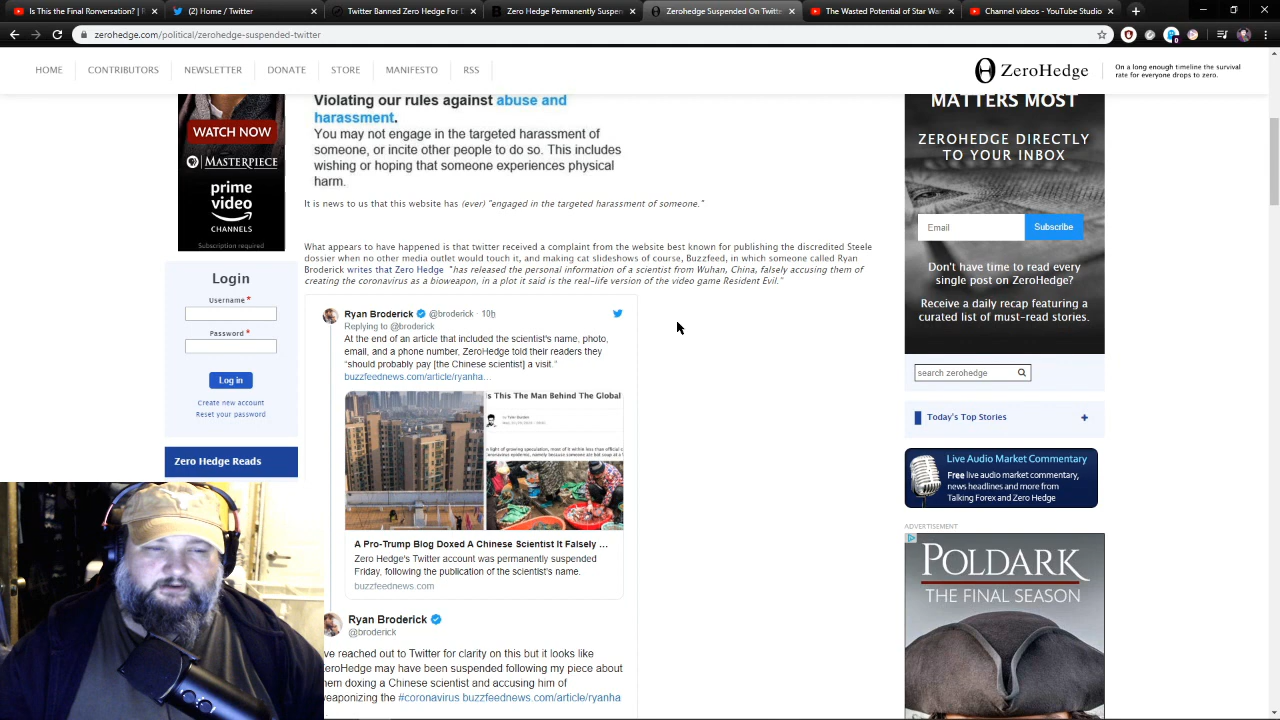 Is This the Final Conversation? | F
(2) Home / Twitter
Twitter Banned Zero Hedge For D
Zero Hedge Permanently Suspen
Zerohedge Suspended On Twitter
The Wasted Potential of Star War
Channel videos - YouTube Studio
zerohedge.com/political/zerohedge-suspended-twitter
HOME
CONTRIBUTORS
NEWSLETTER
DONATE
STORE
MANIFESTO
RSS
ZeroHedge
On a long enough timeline the survival
rate for everyone drops to zero.
WATCH NOW
MASTERPIECE
prime video
CHANNELS
Subscription required
Login
Username *
Password *
Log in
Create new account
Reset your password
Zero Hedge Reads
Violating our rules against abuse and
harassment.
You may not engage in the targeted harassment of
someone, or incite other people to do so. This includes
wishing or hoping that someone experiences physical
harm.
It is news to us that this website has (ever) "engaged in the targeted harassment of someone."
What appears to have happened is that twitter received a complaint from the website best known for publishing the discredited Steele
dossier when no other media outlet would touch it, and making cat slideshows of course, Buzzfeed, in which someone called Ryan
Broderick writes that Zero Hedge "has released the personal information of a scientist from Wuhan, China, falsely accusing them of
creating the coronavirus as a bioweapon, in a plot it said is the real-life version of the video game Resident Evil."
Ryan Broderick @broderick · 10h
Replying to @broderick
At the end of an article that included the scientist's name, photo,
email, and a phone number, ZeroHedge told their readers they
"should probably pay [the Chinese scientist] a visit."
buzzfeednews.com/article/ryanha…
s This The Man Behind The Global
by Tyler Durden
A Pro-Trump Blog Doxed A Chinese Scientist It Falsely ...
Zero Hedge's Twitter account was permanently suspended
Friday, following the publication of the scientist's name.
buzzfeednews.com
Ryan Broderick
@broderick
've reached out to Twitter for clarity on this but it looks like
ZeroHedge may have been suspended following my piece about
hem doxing a Chinese scientist and accusing him of
weaponizing the #coronavirus buzzfeednews.com/article/ryanha
MATTERS MOST
ZEROHEDGE DIRECTLY
TO YOUR INBOX
Email
Subscribe
Don't have time to read every
single post on ZeroHedge?
Receive a daily recap featuring a
curated list of must-read stories.
search zerohedge
Today's Top Stories +
Live Audio Market Commentary
Free live audio market commentary,
news headlines and more from
Talking Forex and Zero Hedge
ADVERTISEMENT
POLDARK
THE FINAL SEASON